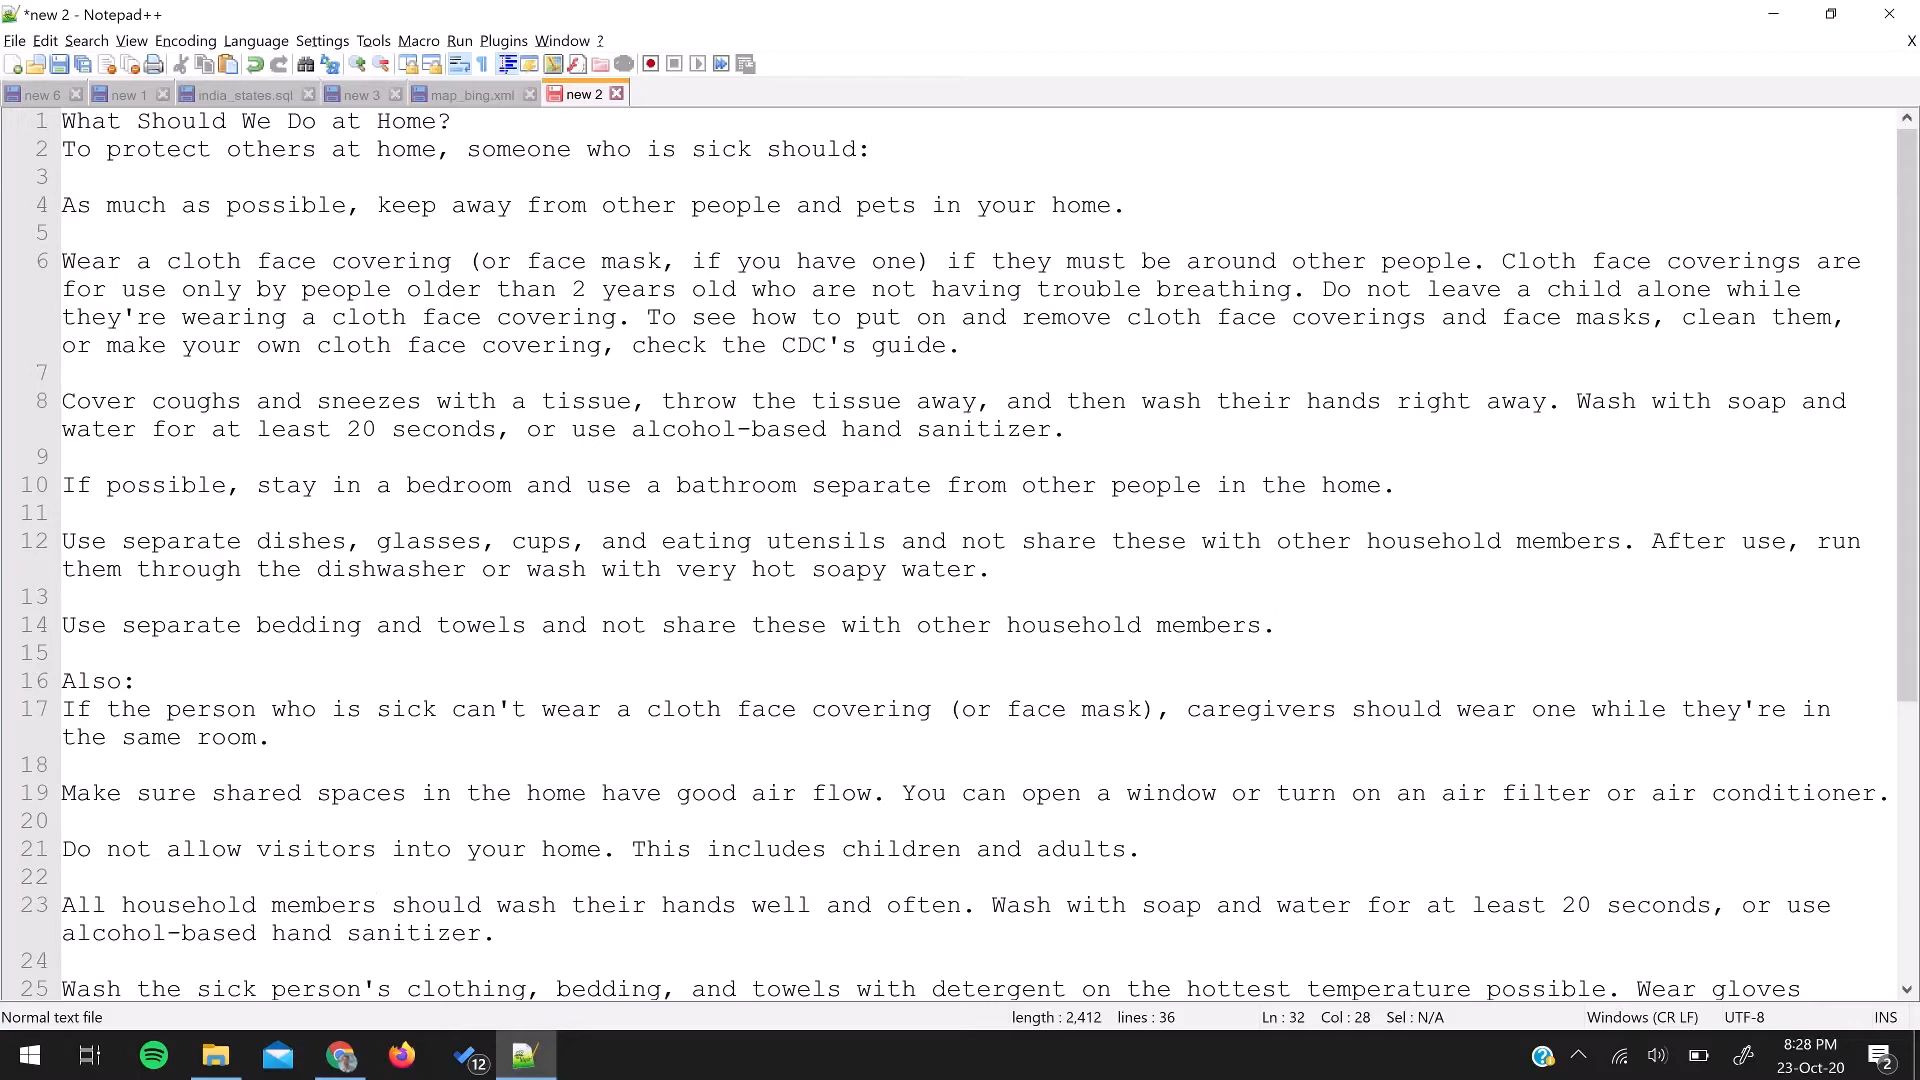 *new 2 - Notepad++
File Edit Search View Encoding Language Settings Tools Macro Run Plugins Window ?
X
new 6 new 1 india_states.sql new 3 map_bing.xml new 2
1 What Should We Do at Home?
2 To protect others at home, someone who is sick should:
3
4 As much as possible, keep away from other people and pets in your home.
5
6 Wear a cloth face covering (or face mask, if you have one) if they must be around other people. Cloth face coverings are
for use only by people older than 2 years old who are not having trouble breathing. Do not leave a child alone while
they're wearing a cloth face covering. To see how to put on and remove cloth face coverings and face masks, clean them,
or make your own cloth face covering, check the CDC's guide.
7
8 Cover coughs and sneezes with a tissue, throw the tissue away, and then wash their hands right away. Wash with soap and
water for at least 20 seconds, or use alcohol-based hand sanitizer.
9
10 If possible, stay in a bedroom and use a bathroom separate from other people in the home.
11
12 Use separate dishes, glasses, cups, and eating utensils and not share these with other household members. After use, run
them through the dishwasher or wash with very hot soapy water.
13
14 Use separate bedding and towels and not share these with other household members.
15
16 Also:
17 If the person who is sick can't wear a cloth face covering (or face mask), caregivers should wear one while they're in
the same room.
18
19 Make sure shared spaces in the home have good air flow. You can open a window or turn on an air filter or air conditioner.
20
21 Do not allow visitors into your home. This includes children and adults.
22
23 All household members should wash their hands well and often. Wash with soap and water for at least 20 seconds, or use
alcohol-based hand sanitizer.
24
25 Wash the sick person's clothing, bedding, and towels with detergent on the hottest temperature possible. Wear gloves
Normal text file length : 2,412 lines : 36 Ln : 32 Col : 28 Sel : N/A Windows (CR LF) UTF-8 INS
12
8:28 PM
23-Oct-20
2